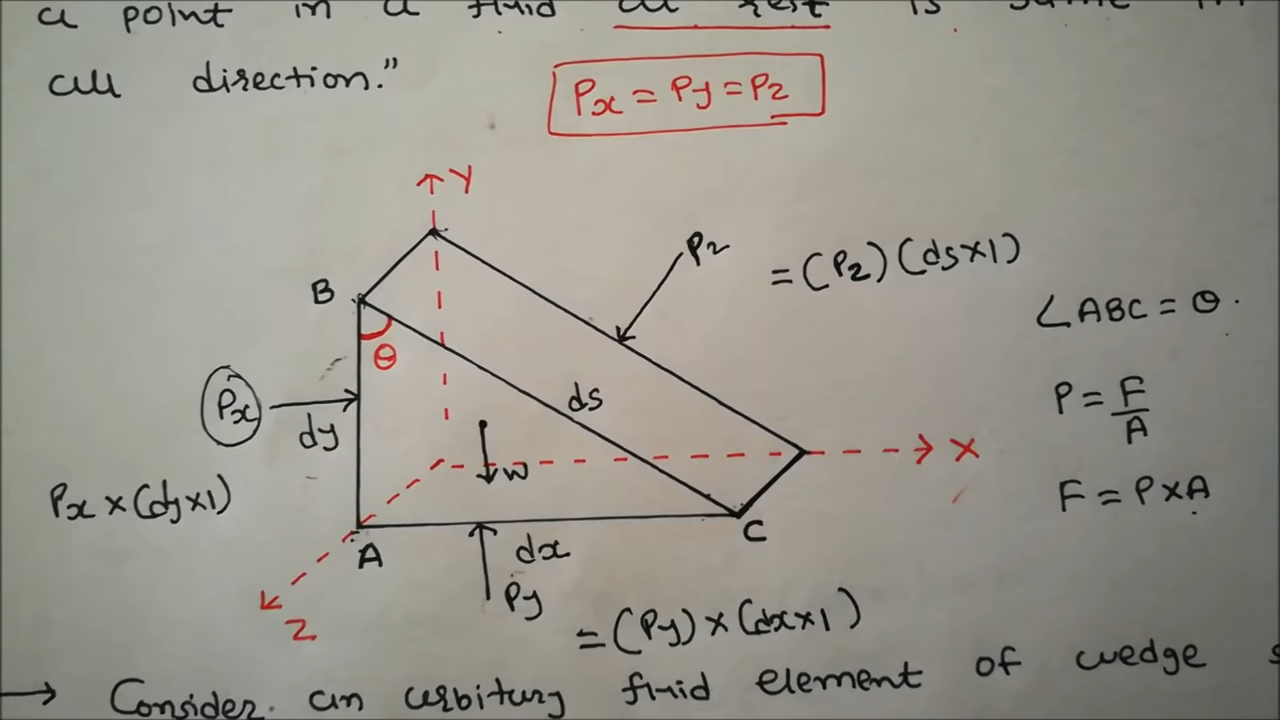 a point in a fluid at rest is same in
all direction."
Px = Py = Pz
Y
B
Pz
= (Pz) (ds×1)
∠ABC = θ.
θ
Px
dy
ds
P = F/A
W
X
Px × (dy×1)
F = P×A
A
dx
C
Py
Z
= (Py) × (dx×1)
→ Consider. an arbitury fluid element of wedge